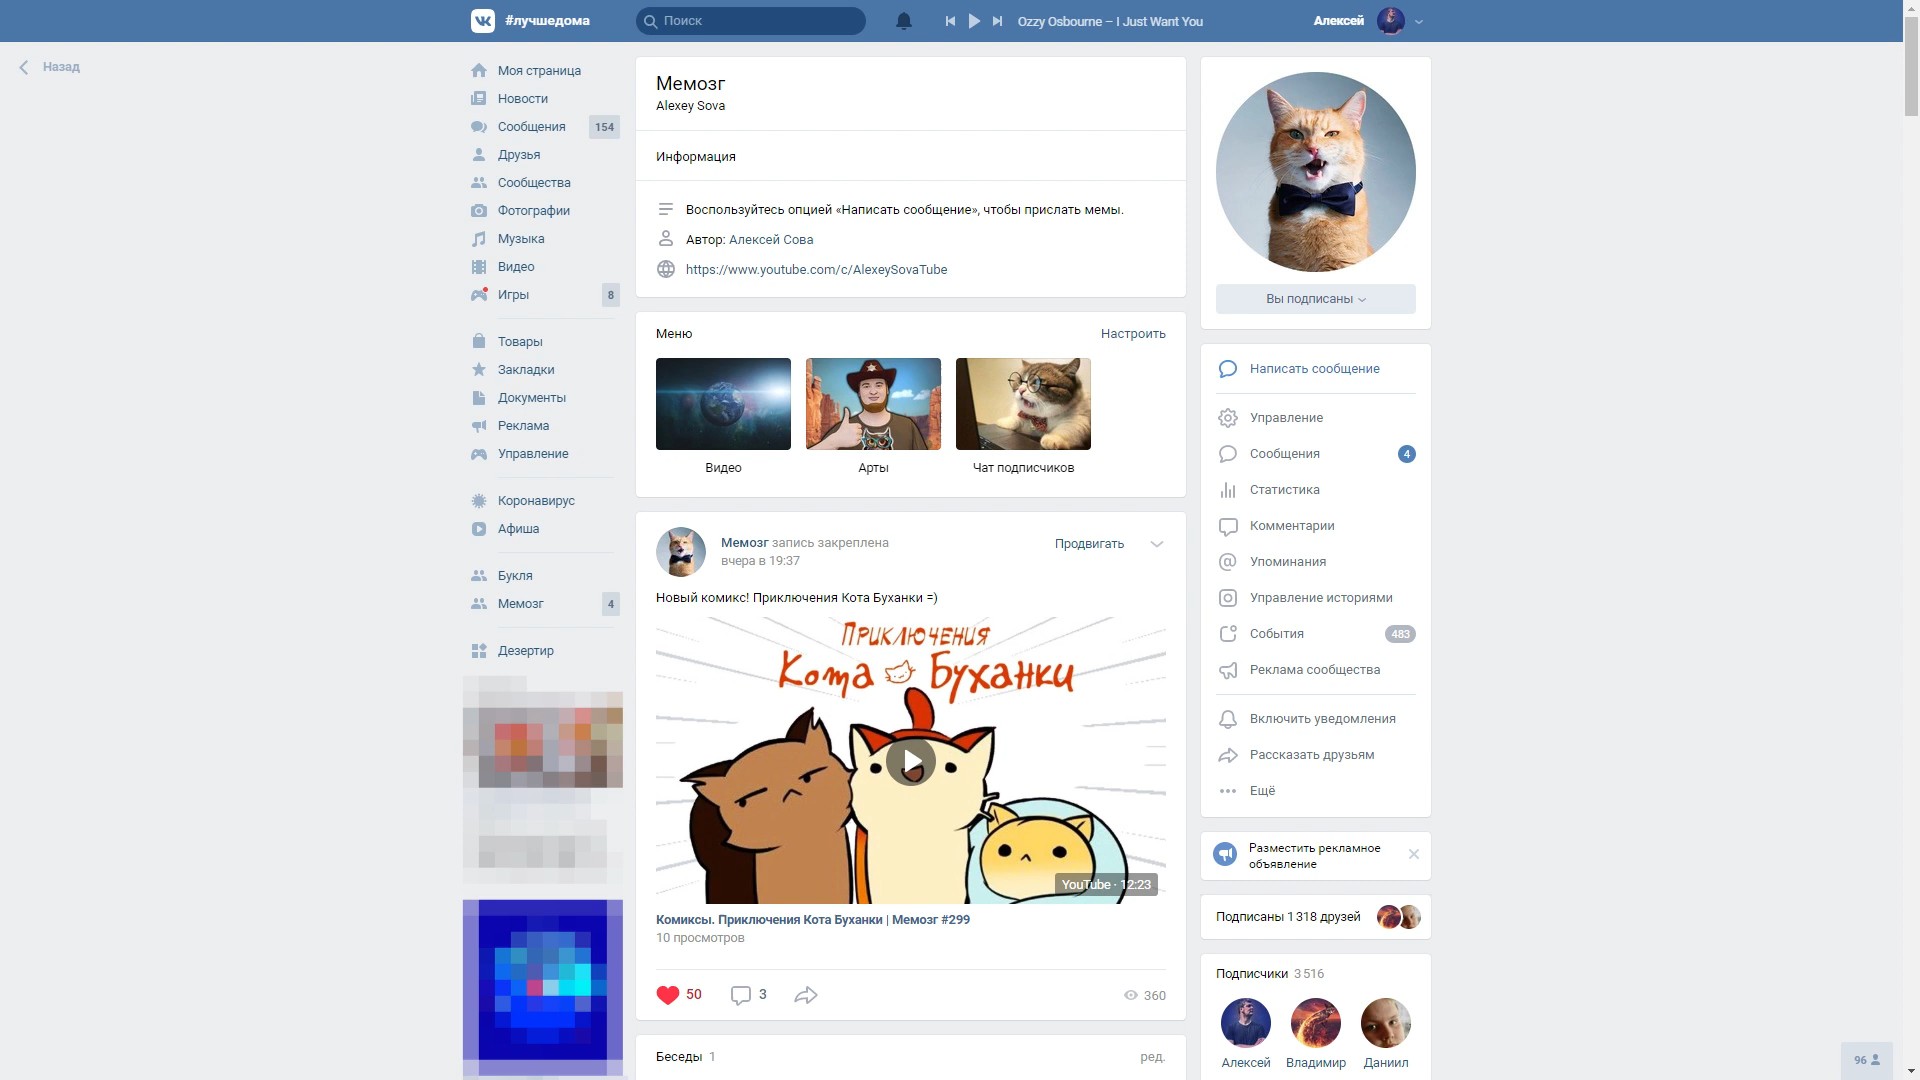 #лучшедома
Поиск
Ozzy Osbourne – I Just Want You
Алексей
Назад
Моя страница
Новости
Сообщения 154
Друзья
Сообщества
Фотографии
Музыка
Видео
Игры 8
Товары
Закладки
Документы
Реклама
Управление
Коронавирус
Афиша
Букля
Мемозг 4
Дезертир
Мемозг
Alexey Sova
Информация
Воспользуйтесь опцией «Написать сообщение», чтобы прислать мемы.
Автор: Алексей Сова
https://www.youtube.com/c/AlexeySovaTube
Меню Настроить
Видео Арты Чат подписчиков
Мемозг запись закреплена
вчера в 19:37
Продвигать
Новый комикс! Приключения Кота Буханки =)
Приключения
Кота Буханки
YouTube · 12:23
Комиксы. Приключения Кота Буханки | Мемозг #299
10 просмотров
50 3 360
Беседы 1 ред.
Вы подписаны
Написать сообщение
Управление
Сообщения 4
Статистика
Комментарии
Упоминания
Управление историями
События 483
Реклама сообщества
Включить уведомления
Рассказать друзьям
Ещё
Разместить рекламное
объявление
Подписаны 1 318 друзей
Подписчики 3 516
Алексей Владимир Даниил
96